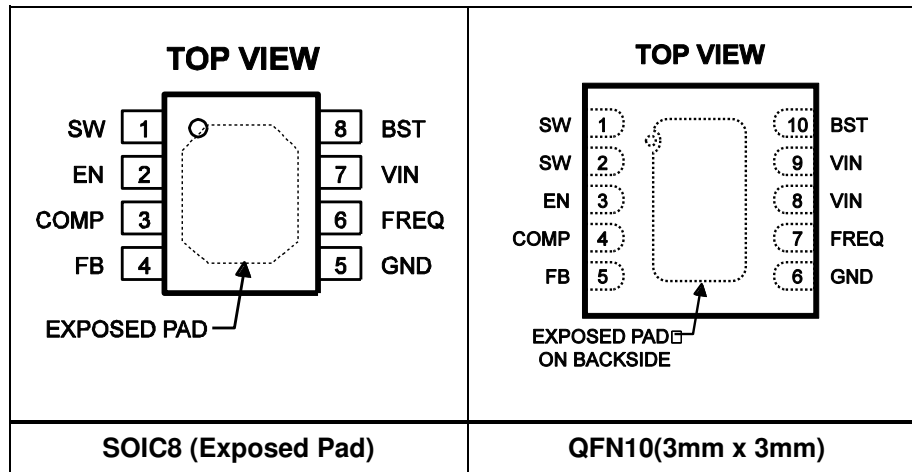 TOP VIEW
SW 1 8 BST
EN 2 7 VIN
COMP 3 6 FREQ
FB 4 5 GND
EXPOSED PAD
SOIC8 (Exposed Pad)
TOP VIEW
SW 1 10 BST
SW 2 9 VIN
EN 3 8 VIN
COMP 4 7 FREQ
FB 5 6 GND
EXPOSED PAD□
ON BACKSIDE
QFN10(3mm x 3mm)